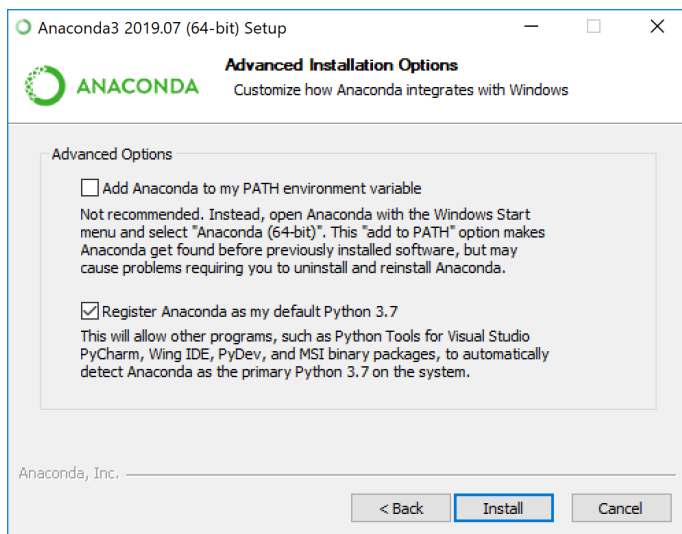 Anaconda3 2019.07 (64-bit) Setup
ANACONDA
Advanced Installation Options
Customize how Anaconda integrates with Windows
Advanced Options
Add Anaconda to my PATH environment variable
Not recommended. Instead, open Anaconda with the Windows Start
menu and select "Anaconda (64-bit)". This "add to PATH" option makes
Anaconda get found before previously installed software, but may
cause problems requiring you to uninstall and reinstall Anaconda.
Register Anaconda as my default Python 3.7
This will allow other programs, such as Python Tools for Visual Studio
PyCharm, Wing IDE, PyDev, and MSI binary packages, to automatically
detect Anaconda as the primary Python 3.7 on the system.
Anaconda, Inc.
< Back
Install
Cancel